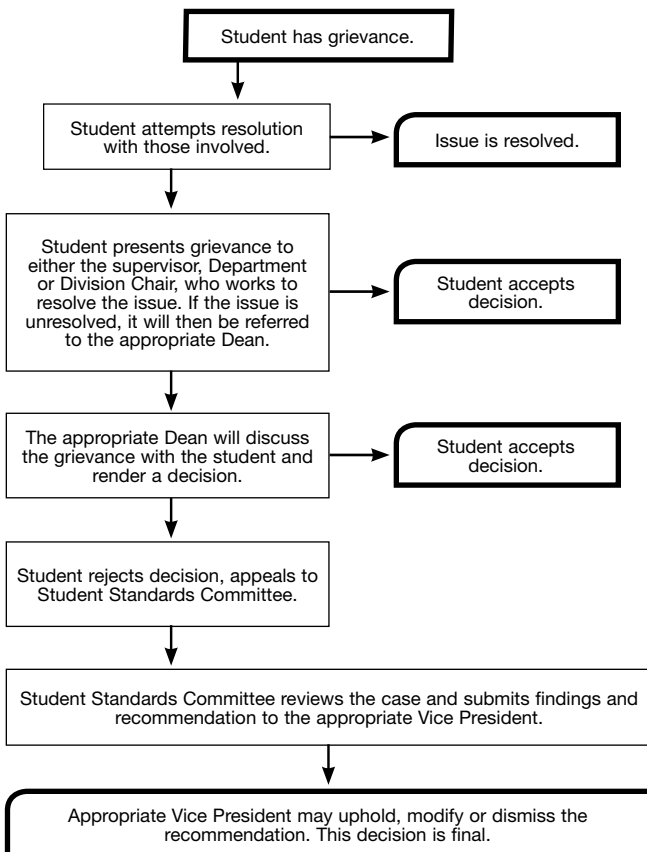 Student has grievance.
Student attempts resolution
with those involved.
Issue is resolved.
Student presents grievance to
either the supervisor, Department
or Division Chair, who works to
resolve the issue. If the issue is
unresolved, it will then be referred
to the appropriate Dean.
Student accepts
decision.
The appropriate Dean will discuss
the grievance with the student and
render a decision.
Student accepts
decision.
Student rejects decision, appeals to
Student Standards Committee.
Student Standards Committee reviews the case and submits findings and
recommendation to the appropriate Vice President.
Appropriate Vice President may uphold, modify or dismiss the
recommendation. This decision is final.